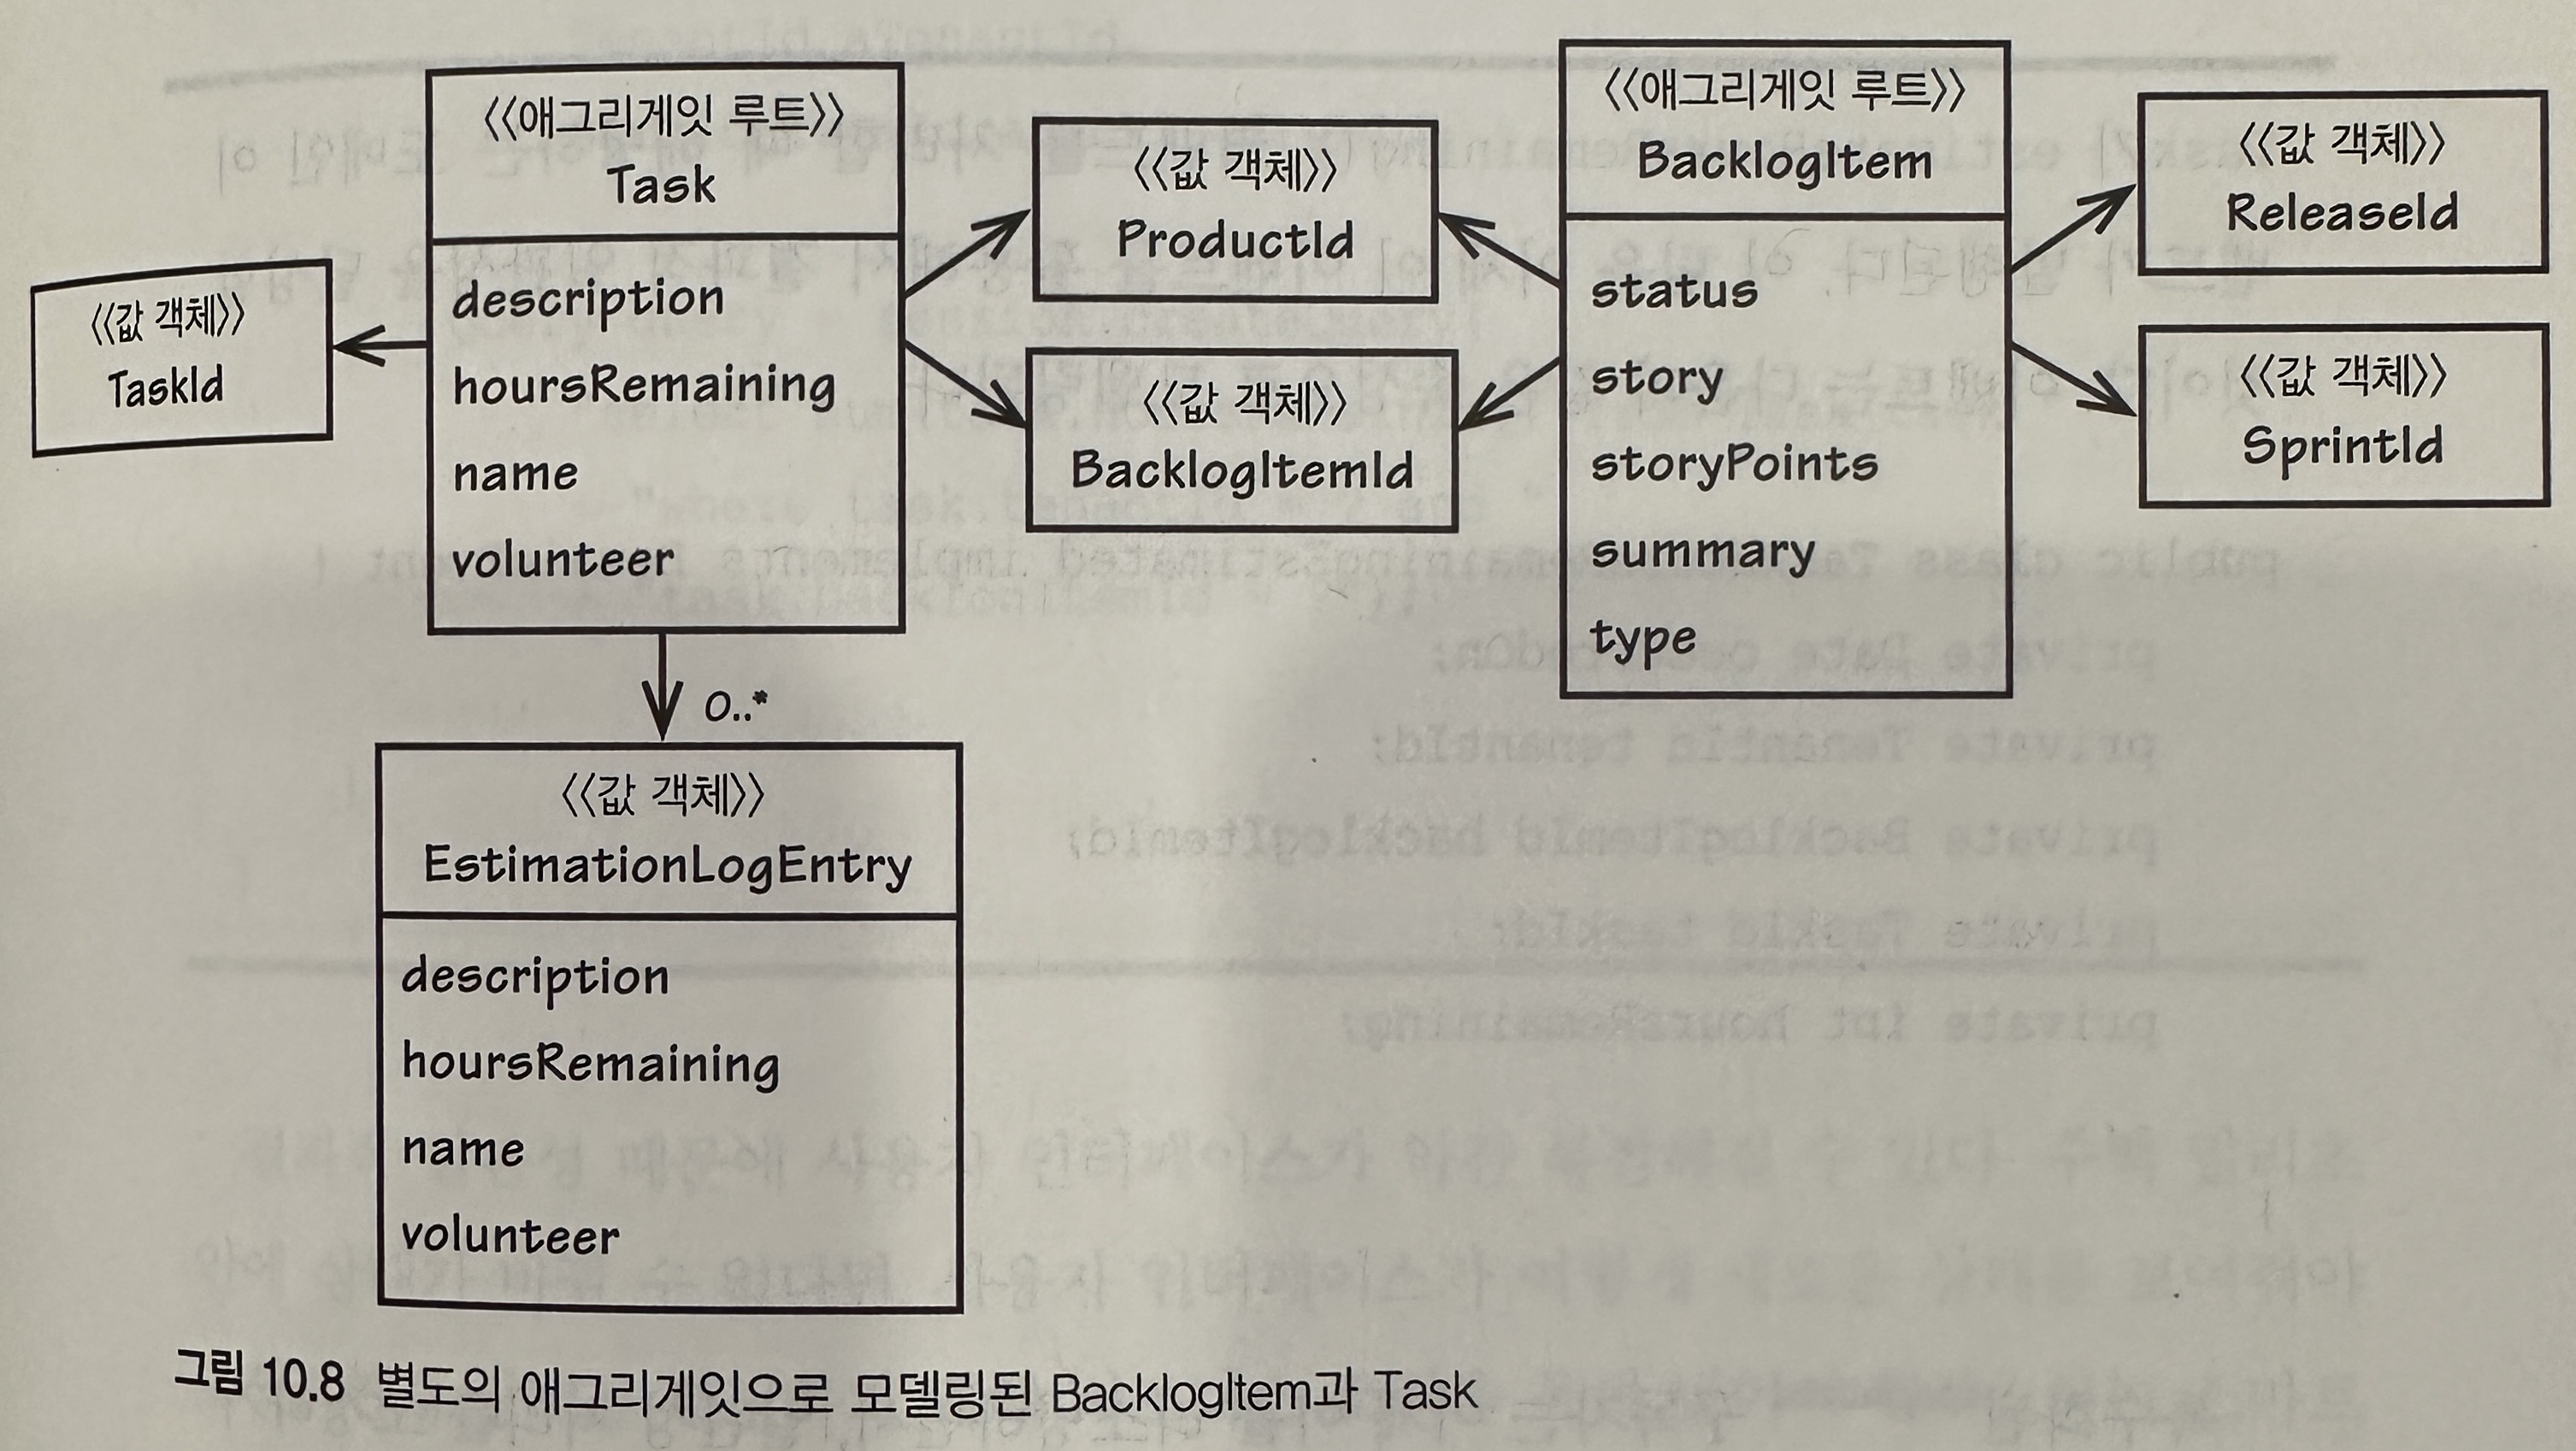 <<애그리게잇 루트>>
Task
description
hoursRemaining
name
volunteer
<<값 객체>>
TaskId
<<값 객체>>
ProductId
<<값 객체>>
BacklogItemId
<<애그리게잇 루트>>
BacklogItem
status
story
storyPoints
summary
type
<<값 객체>>
ReleaseId
<<값 객체>>
SprintId
0..*
<<값 객체>>
EstimationLogEntry
description
hoursRemaining
name
volunteer
그림 10.8 별도의 애그리게잇으로 모델링된 BacklogItem과 Task